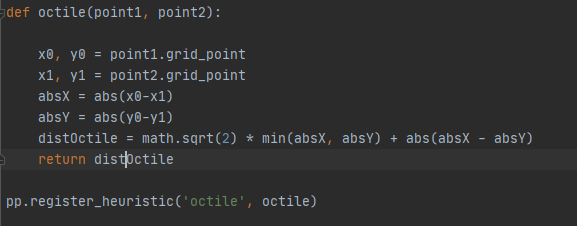 def octile(point1, point2):
x0, y0 = point1.grid_point
x1, y1 = point2.grid_point
absX = abs(x0-x1)
absY = abs(y0-y1)
distOctile = math.sqrt(2) * min(absX, absY) + abs(absX - absY)
return distOctile
pp.register_heuristic('octile', octile)